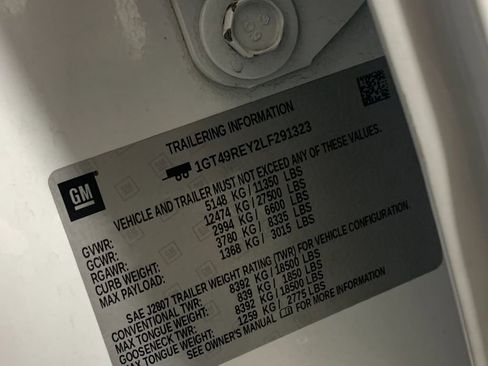 TRAILERING INFORMATION
1GT49REY2LF291323
GM
VEHICLE AND TRAILER MUST NOT EXCEED ANY OF THESE VALUES.
GVWR: 5148 KG / 11350 LBS
GCWR: 12474 KG / 27500 LBS
RGAWR: 2994 KG / 6600 LBS
CURB WEIGHT: 3780 KG / 8335 LBS
MAX PAYLOAD: 1368 KG / 3015 LBS
SAE J2807 TRAILER WEIGHT RATING (TWR) FOR VEHICLE CONFIGURATION.
CONVENTIONAL TWR: 8392 KG / 18500 LBS
MAX TONGUE WEIGHT: 839 KG / 1850 LBS
GOOSENECK TWR: 8392 KG / 18500 LBS
MAX TONGUE WEIGHT: 1259 KG / 2775 LBS
SEE OWNER'S MANUAL FOR MORE INFORMATION